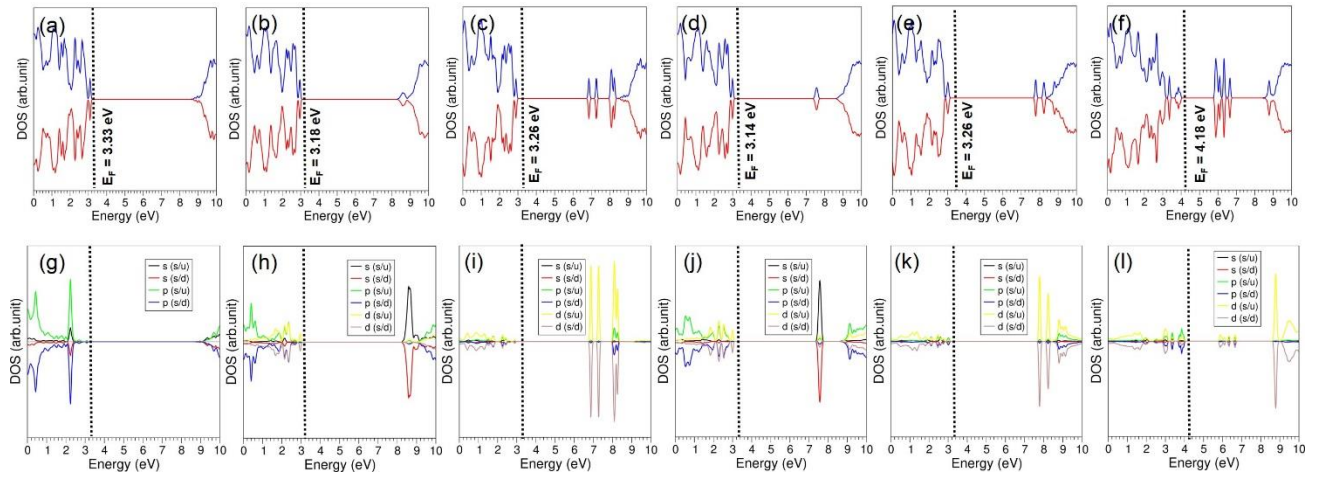 (a)
DOS (arb.unit)
E_F = 3.33 eV
0 1 2 3 4 5 6 7 8 9 10
Energy (eV)
(b)
DOS (arb.unit)
E_F = 3.18 eV
0 1 2 3 4 5 6 7 8 9 10
Energy (eV)
(c)
DOS (arb.unit)
E_F = 3.26 eV
0 1 2 3 4 5 6 7 8 9 10
Energy (eV)
(d)
DOS (arb.unit)
E_F = 3.14 eV
0 1 2 3 4 5 6 7 8 9 10
Energy (eV)
(e)
DOS (arb.unit)
E_F = 3.26 eV
0 1 2 3 4 5 6 7 8 9 10
Energy (eV)
(f)
DOS (arb.unit)
E_F = 4.18 eV
0 1 2 3 4 5 6 7 8 9 10
Energy (eV)
(g)
s (s/u)
s (s/d)
p (s/u)
p (s/d)
DOS (arb.unit)
0 1 2 3 4 5 6 7 8 9 10
Energy (eV)
(h)
s (s/u)
s (s/d)
p (s/u)
p (s/d)
d (s/u)
d (s/d)
DOS (arb.unit)
0 1 2 3 4 5 6 7 8 9 10
Energy (eV)
(i)
s (s/u)
s (s/d)
p (s/u)
p (s/d)
d (s/u)
d (s/d)
DOS (arb.unit)
0 1 2 3 4 5 6 7 8 9 10
Energy (eV)
(j)
s (s/u)
s (s/d)
p (s/u)
p (s/d)
d (s/u)
d (s/d)
DOS (arb.unit)
0 1 2 3 4 5 6 7 8 9 10
Energy (eV)
(k)
s (s/u)
s (s/d)
p (s/u)
p (s/d)
d (s/u)
d (s/d)
DOS (arb.unit)
0 1 2 3 4 5 6 7 8 9 10
Energy (eV)
(l)
s (s/u)
s (s/d)
p (s/u)
p (s/d)
d (s/u)
d (s/d)
DOS (arb.unit)
0 1 2 3 4 5 6 7 8 9 10
Energy (eV)